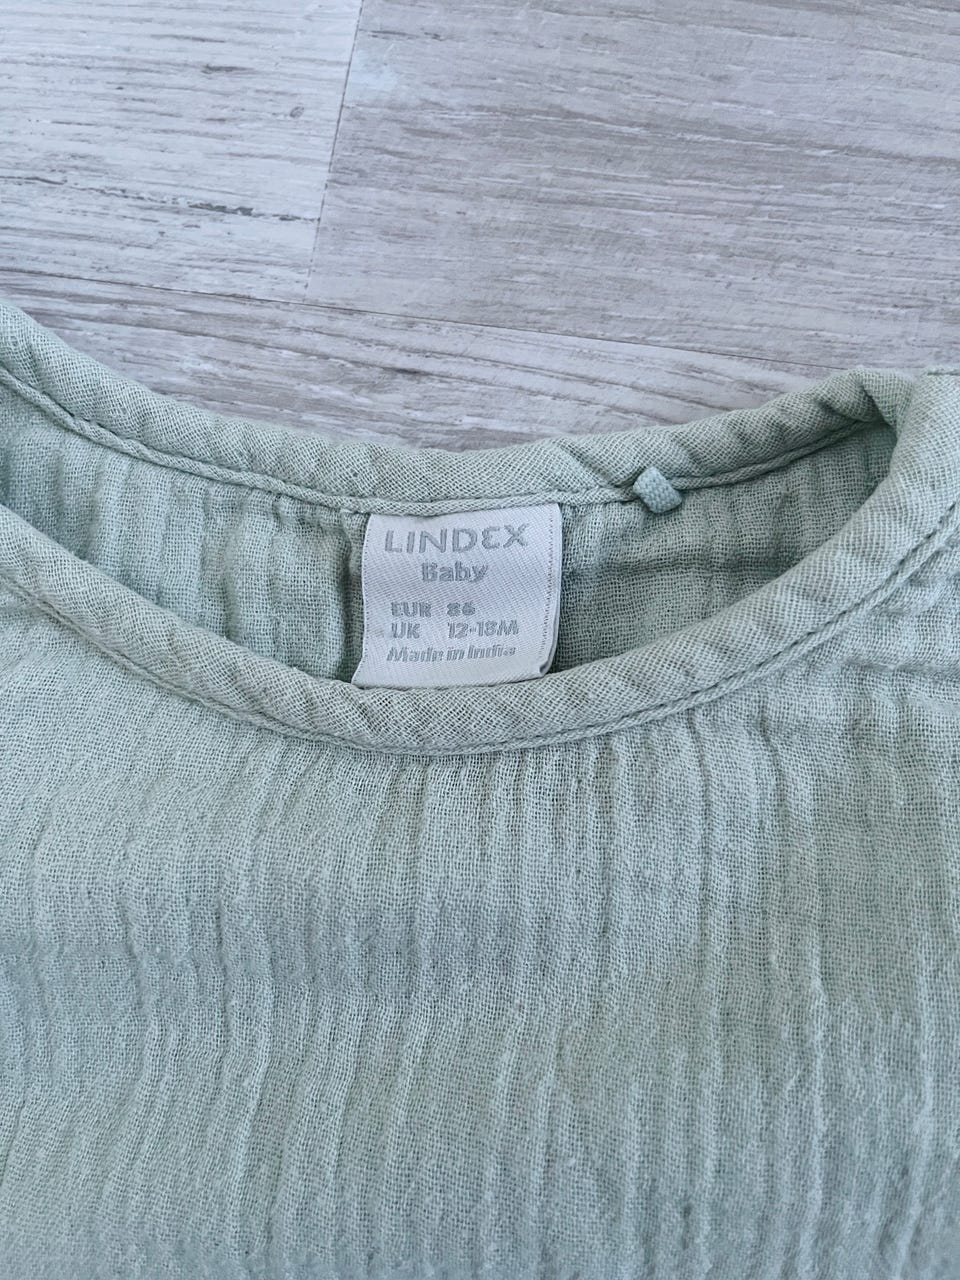 LINDEX
Baby
EUR 86
UK 12-18M
Made in India